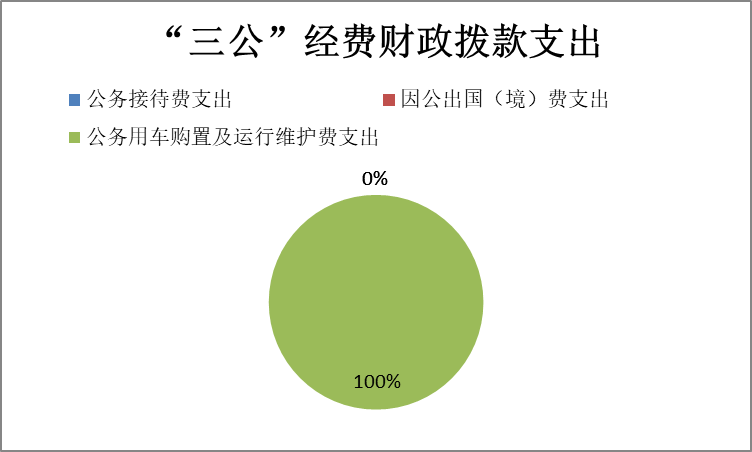 “三公”经费财政拨款支出
公务接待费支出
因公出国（境）费支出
公务用车购置及运行维护费支出
0%
100%